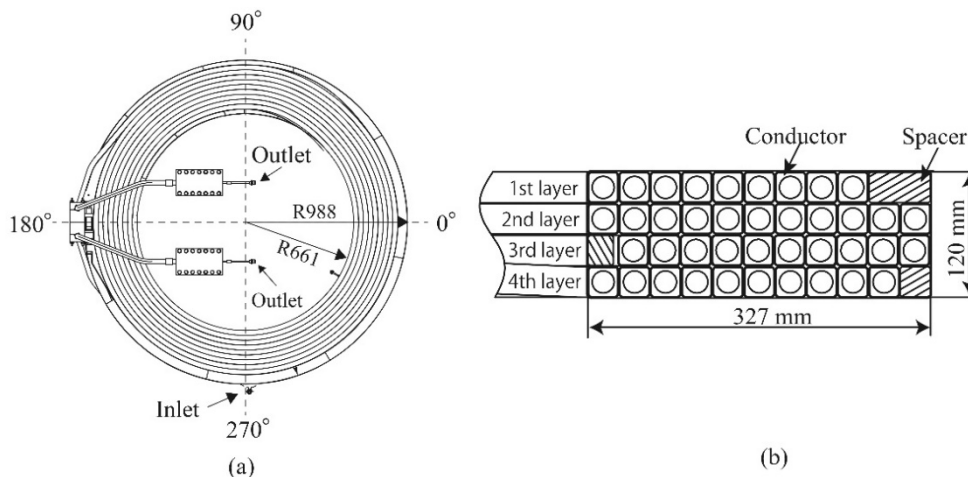 90°
Outlet
R988
180°
0°
R661
Outlet
Inlet
270°
(a)
Conductor
Spacer
1st layer
2nd layer
3rd layer
4th layer
120 mm
327 mm
(b)